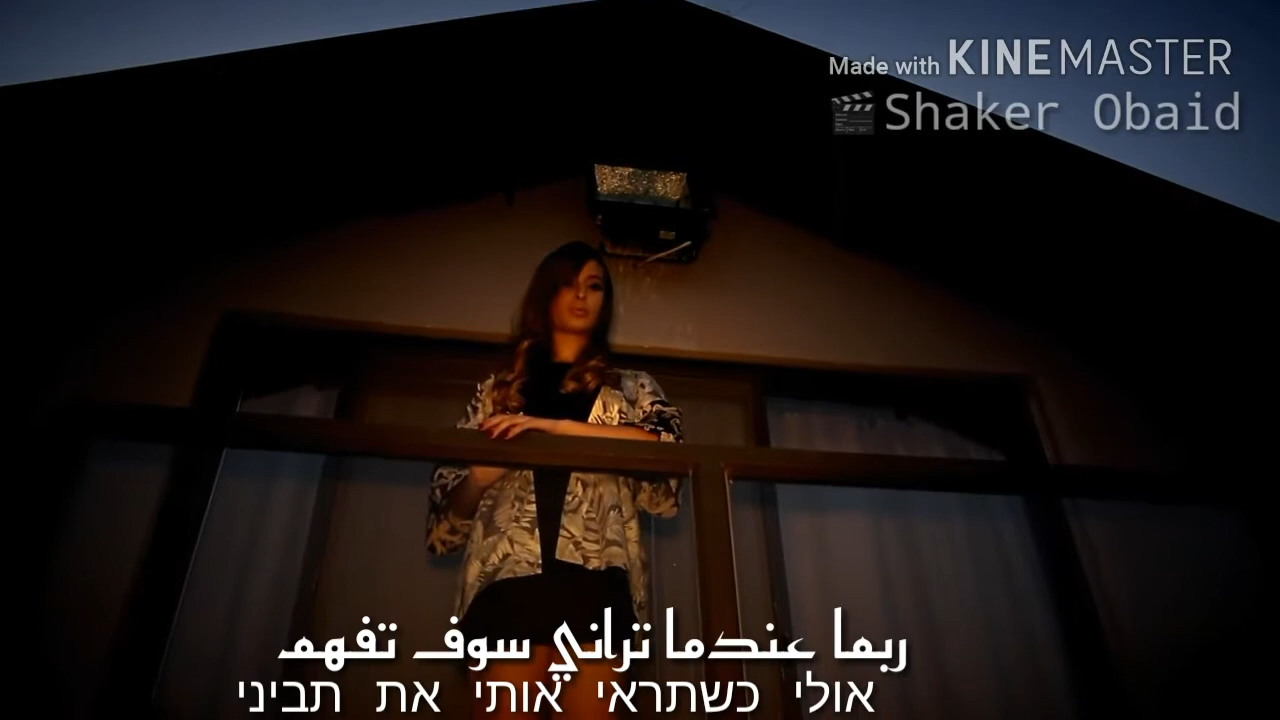 Made with KINEMASTER
🎬Shaker Obaid
ربما عندما تراني سوف تفهم
אולי כשתראי אותי את תביני